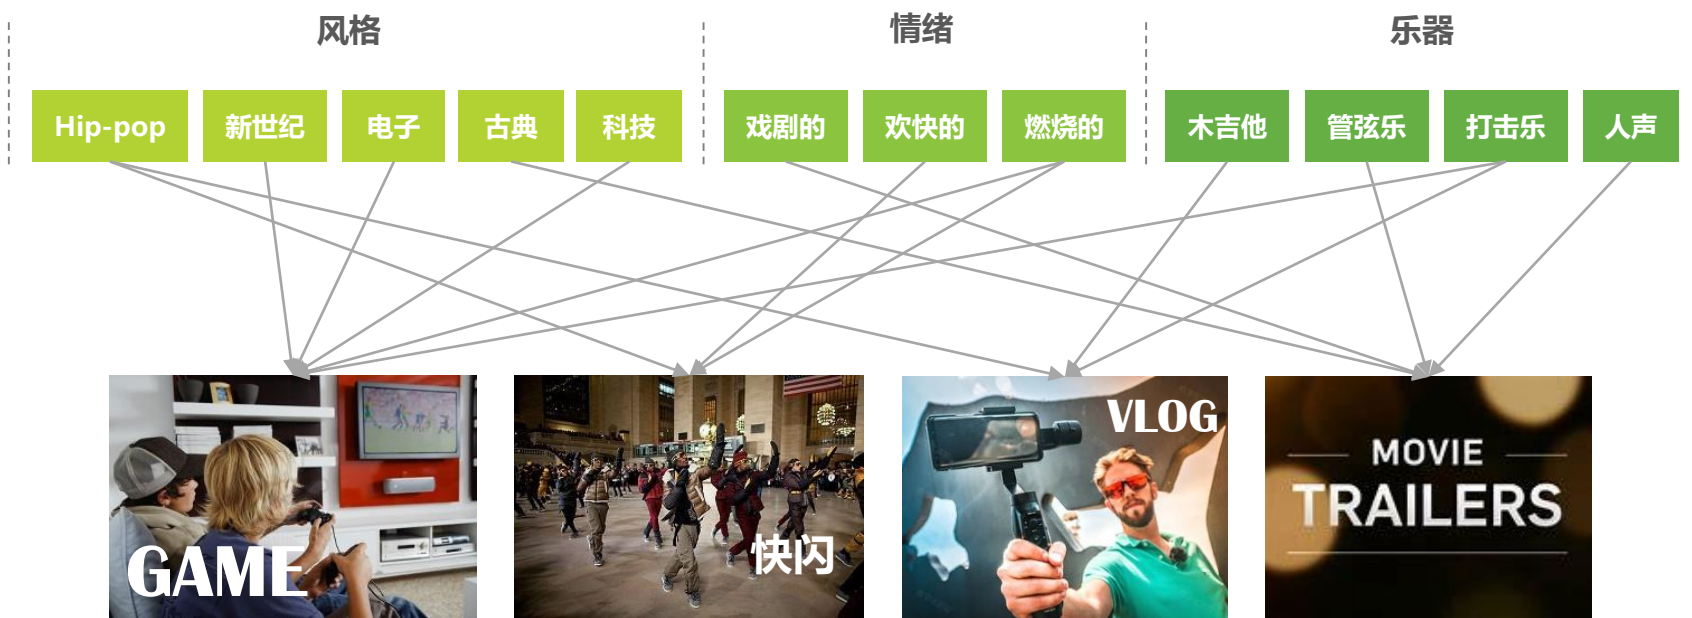 风格
情绪
乐器
Hip-pop
新世纪
电子
古典
科技
戏剧的
欢快的
燃烧的
木吉他
管弦乐
打击乐
人声
GAME
快闪
VLOG
MOVIE
TRAILERS